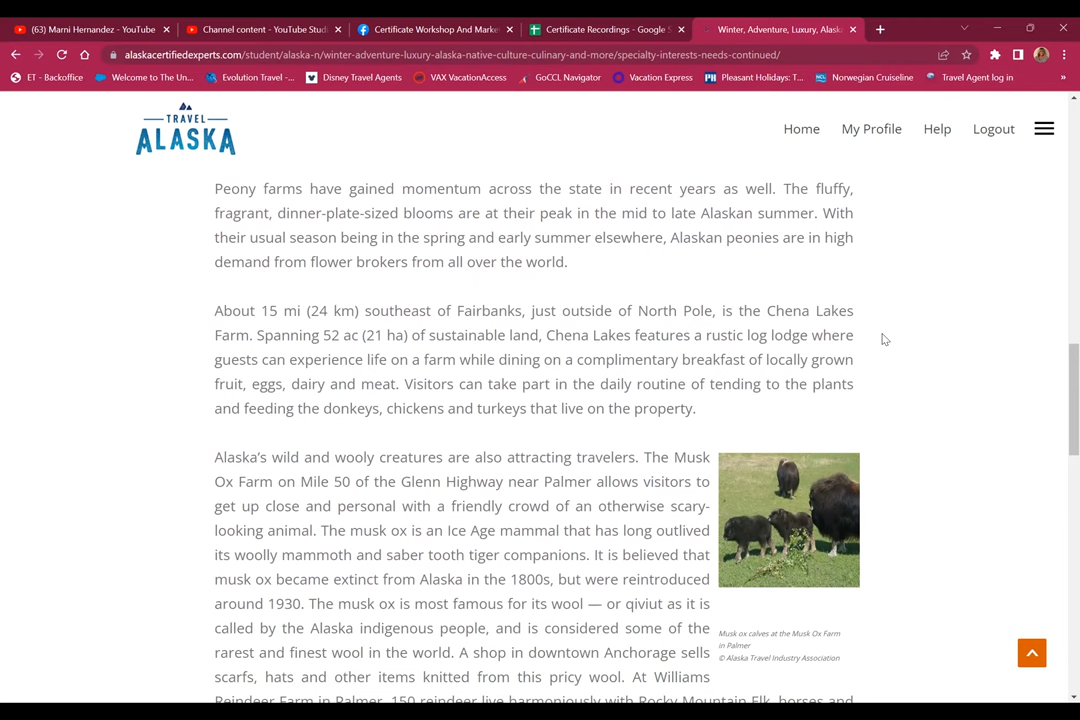 (63) Marni Hernandez - YouTube
Channel content - YouTube Stud
Certificate Workshop And Marke
Certificate Recordings - Google S
Winter, Adventure, Luxury, Alaska
alaskacertifiedexperts.com/student/alaska-n/winter-adventure-luxury-alaska-native-culture-culinary-and-more/specialty-interests-needs-continued/
ET - Backoffice
Welcome to The Un...
Evolution Travel -...
Disney Travel Agents
VAX VacationAccess
GoCCL Navigator
Vacation Express
Pleasant Holidays: T...
Norwegian Cruiseline
Travel Agent log in
»
TRAVEL
ALASKA
Home
My Profile
Help
Logout
Peony farms have gained momentum across the state in recent years as well. The fluffy,
fragrant, dinner-plate-sized blooms are at their peak in the mid to late Alaskan summer. With
their usual season being in the spring and early summer elsewhere, Alaskan peonies are in high
demand from flower brokers from all over the world.
About 15 mi (24 km) southeast of Fairbanks, just outside of North Pole, is the Chena Lakes
Farm. Spanning 52 ac (21 ha) of sustainable land, Chena Lakes features a rustic log lodge where
guests can experience life on a farm while dining on a complimentary breakfast of locally grown
fruit, eggs, dairy and meat. Visitors can take part in the daily routine of tending to the plants
and feeding the donkeys, chickens and turkeys that live on the property.
Alaska's wild and wooly creatures are also attracting travelers. The Musk
Ox Farm on Mile 50 of the Glenn Highway near Palmer allows visitors to
get up close and personal with a friendly crowd of an otherwise scary-
looking animal. The musk ox is an Ice Age mammal that has long outlived
its woolly mammoth and saber tooth tiger companions. It is believed that
musk ox became extinct from Alaska in the 1800s, but were reintroduced
around 1930. The musk ox is most famous for its wool — or qiviut as it is
called by the Alaska indigenous people, and is considered some of the
rarest and finest wool in the world. A shop in downtown Anchorage sells
scarfs, hats and other items knitted from this pricy wool. At Williams
Reindeer Farm in Palmer, 150 reindeer live harmoniously with Rocky Mountain Elk, horses and
Musk ox calves at the Musk Ox Farm
in Palmer
© Alaska Travel Industry Association